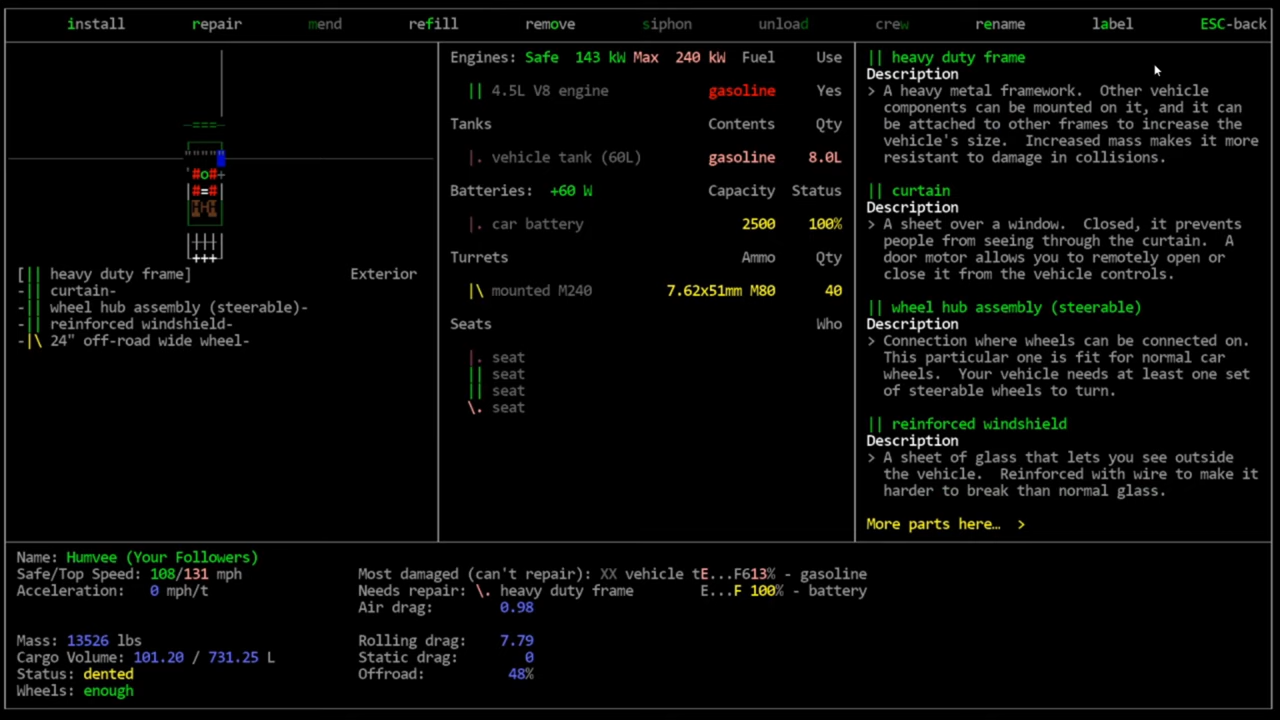 install repair mend refill remove siphon unload crew rename label ESC-back
[|| heavy duty frame] Exterior
-|| curtain-
-|| wheel hub assembly (steerable)-
-|| reinforced windshield-
-|\ 24" off-road wide wheel-
Engines: Safe 143 kW Max 240 kW Fuel Use
|| 4.5L V8 engine gasoline Yes
Tanks Contents Qty
|. vehicle tank (60L) gasoline 8.0L
Batteries: +60 W Capacity Status
|. car battery 2500 100%
Turrets Ammo Qty
|\ mounted M240 7.62x51mm M80 40
Seats Who
|. seat
|| seat
|| seat
\. seat
|| heavy duty frame
Description
> A heavy metal framework. Other vehicle
components can be mounted on it, and it can
be attached to other frames to increase the
vehicle's size. Increased mass makes it more
resistant to damage in collisions.
|| curtain
Description
> A sheet over a window. Closed, it prevents
people from seeing through the curtain. A
door motor allows you to remotely open or
close it from the vehicle controls.
|| wheel hub assembly (steerable)
Description
> Connection where wheels can be connected on.
This particular one is fit for normal car
wheels. Your vehicle needs at least one set
of steerable wheels to turn.
|| reinforced windshield
Description
> A sheet of glass that lets you see outside
the vehicle. Reinforced with wire to make it
harder to break than normal glass.
More parts here… >
Name: Humvee (Your Followers)
Safe/Top Speed: 108/131 mph
Acceleration: 0 mph/t
Mass: 13526 lbs
Cargo Volume: 101.20 / 731.25 L
Status: dented
Wheels: enough
Most damaged (can't repair): XX vehicle tE...F613% - gasoline
Needs repair: \. heavy duty frame E...F 100% - battery
Air drag: 0.98
Rolling drag: 7.79
Static drag: 0
Offroad: 48%